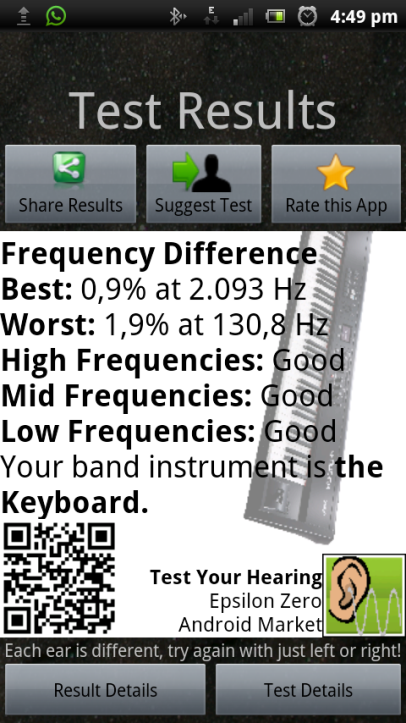 E
4:49 pm
Test Results
Share Results
Suggest Test
Rate this App
Frequency Difference
Best: 0,9% at 2.093 Hz
Worst: 1,9% at 130,8 Hz
High Frequencies: Good
Mid Frequencies: Good
Low Frequencies: Good
Your band instrument is the
Keyboard.
Test Your Hearing
Epsilon Zero
Android Market
Each ear is different, try again with just left or right!
Result Details
Test Details